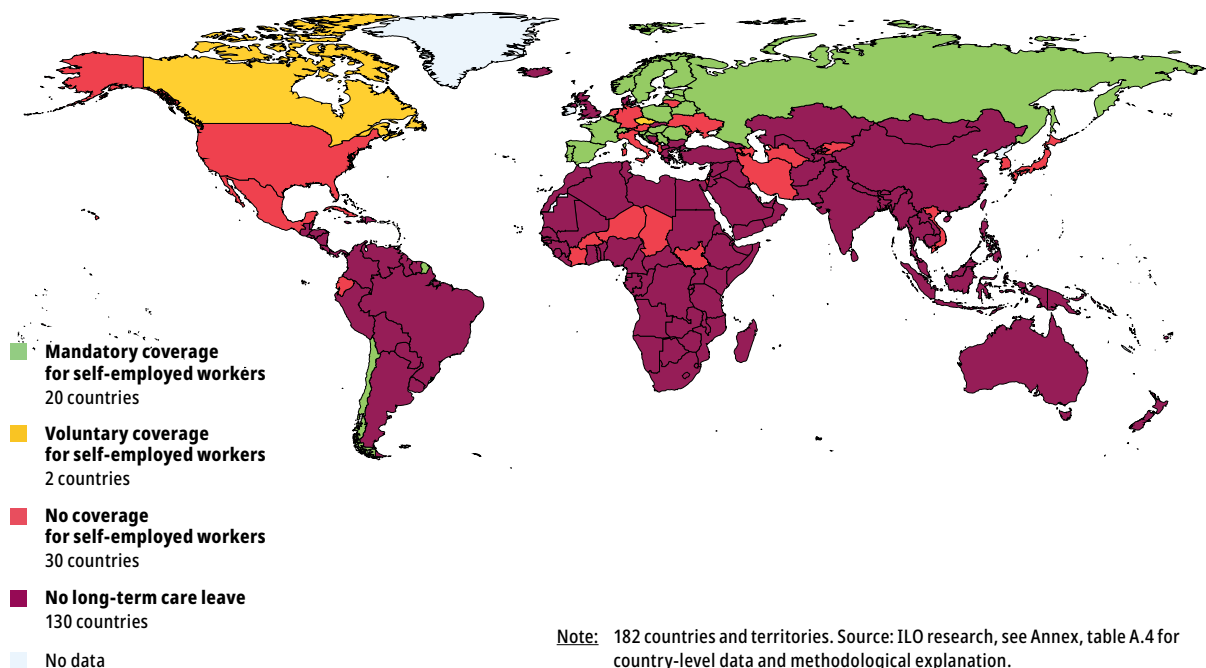 Mandatory coverage
for self-employed workers
20 countries
Voluntary coverage
for self-employed workers
2 countries
No coverage
for self-employed workers
30 countries
No long-term care leave
130 countries
No data
Note: 182 countries and territories. Source: ILO research, see Annex, table A.4 for
country-level data and methodological explanation.